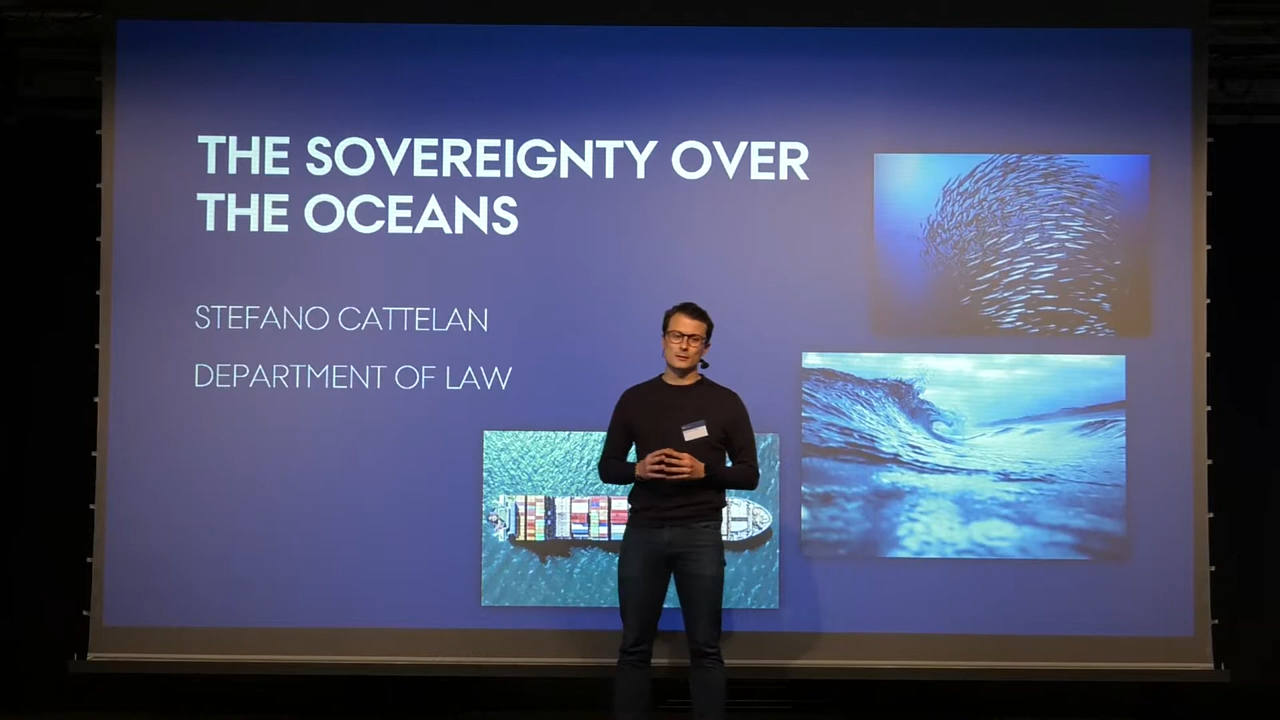 THE SOVEREIGNTY OVER
THE OCEANS
STEFANO CATTELAN
DEPARTMENT OF LAW